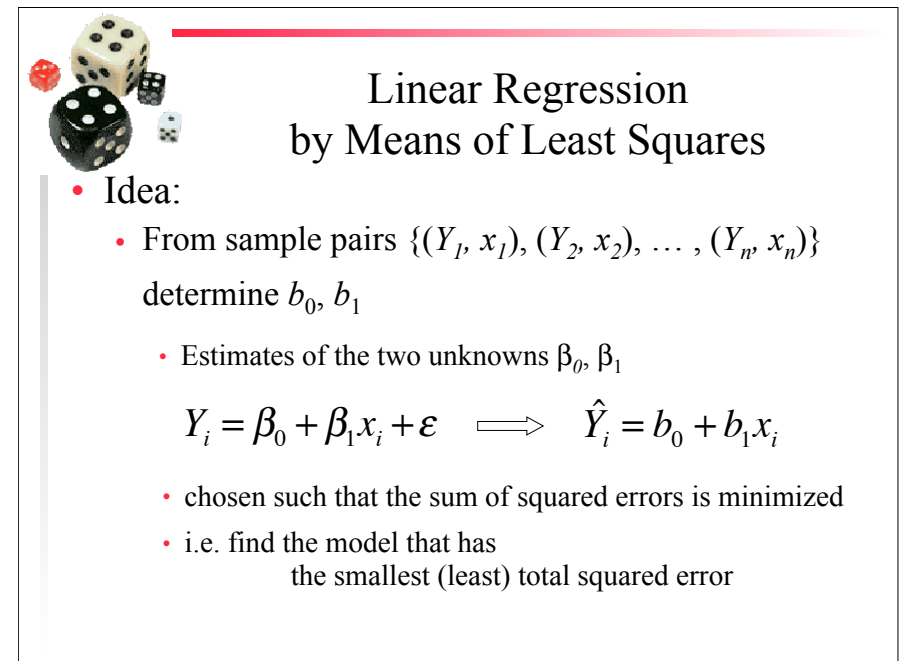 Linear Regression
by Means of Least Squares
• Idea:
• From sample pairs {(Y₁, x₁), (Y₂, x₂), … , (Yₙ, xₙ)}
determine b₀, b₁
• Estimates of the two unknowns β₀, β₁
Yᵢ = β₀ + β₁xᵢ + ε ⟹ Ŷᵢ = b₀ + b₁xᵢ
• chosen such that the sum of squared errors is minimized
• i.e. find the model that has
the smallest (least) total squared error